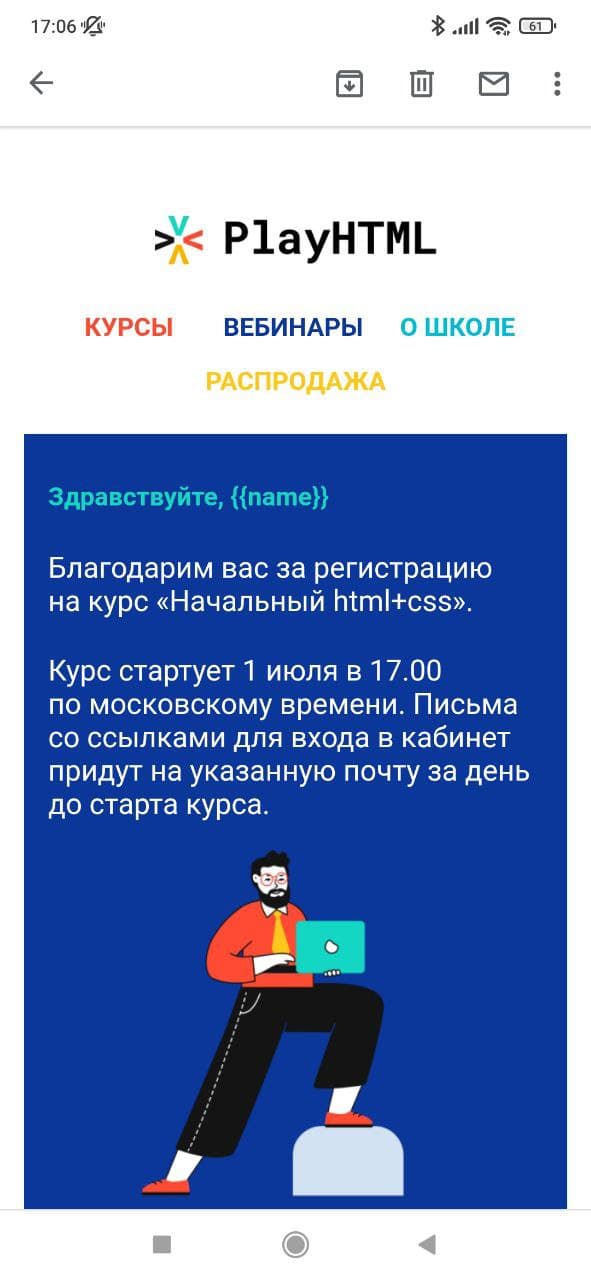 17:06
61
PlayHTML
КУРСЫ ВЕБИНАРЫ О ШКОЛЕ
РАСПРОДАЖА
Здравствуйте, {{name}}
Благодарим вас за регистрацию
на курс «Начальный html+css».
Курс стартует 1 июля в 17.00
по московскому времени. Письма
со ссылками для входа в кабинет
придут на указанную почту за день
до старта курса.